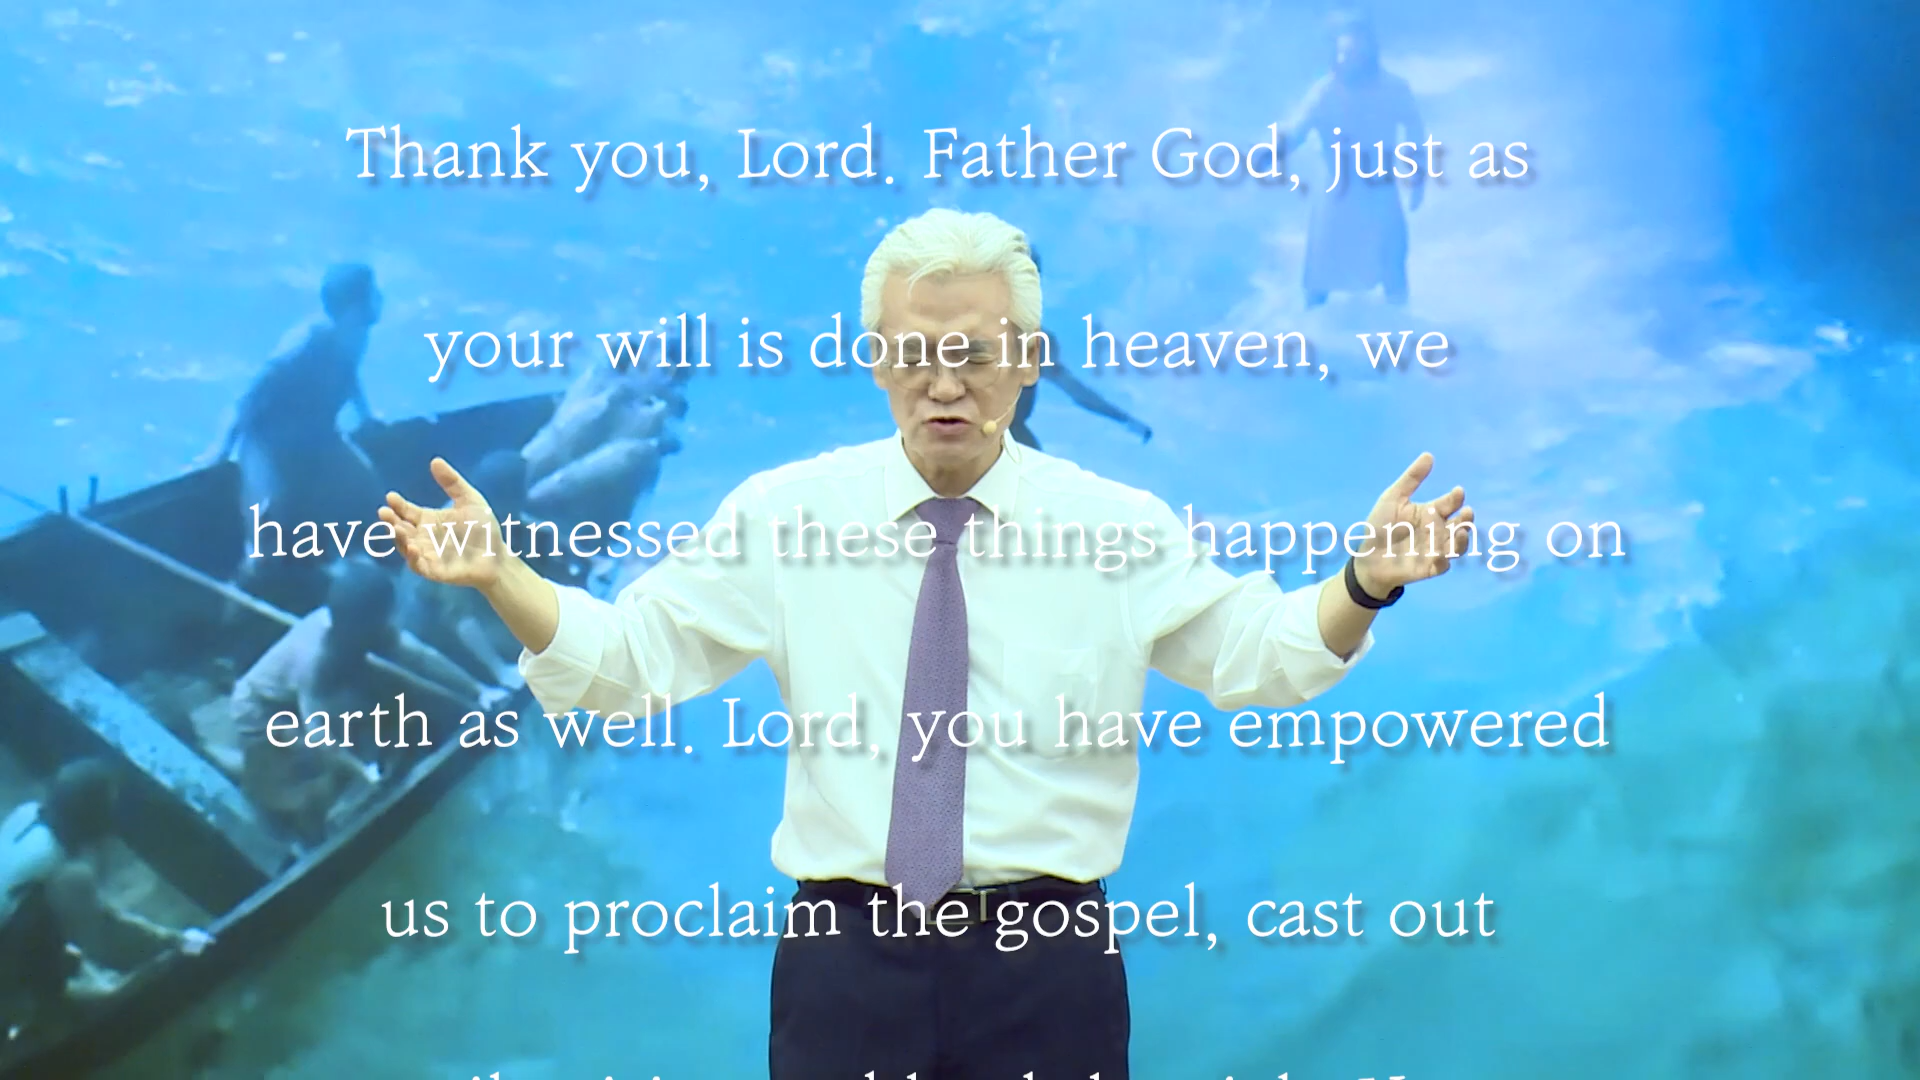 Thank you, Lord. Father God, just as
your will is done in heaven, we
have witnessed these things happening on
earth as well. Lord, you have empowered
us to proclaim the gospel, cast out